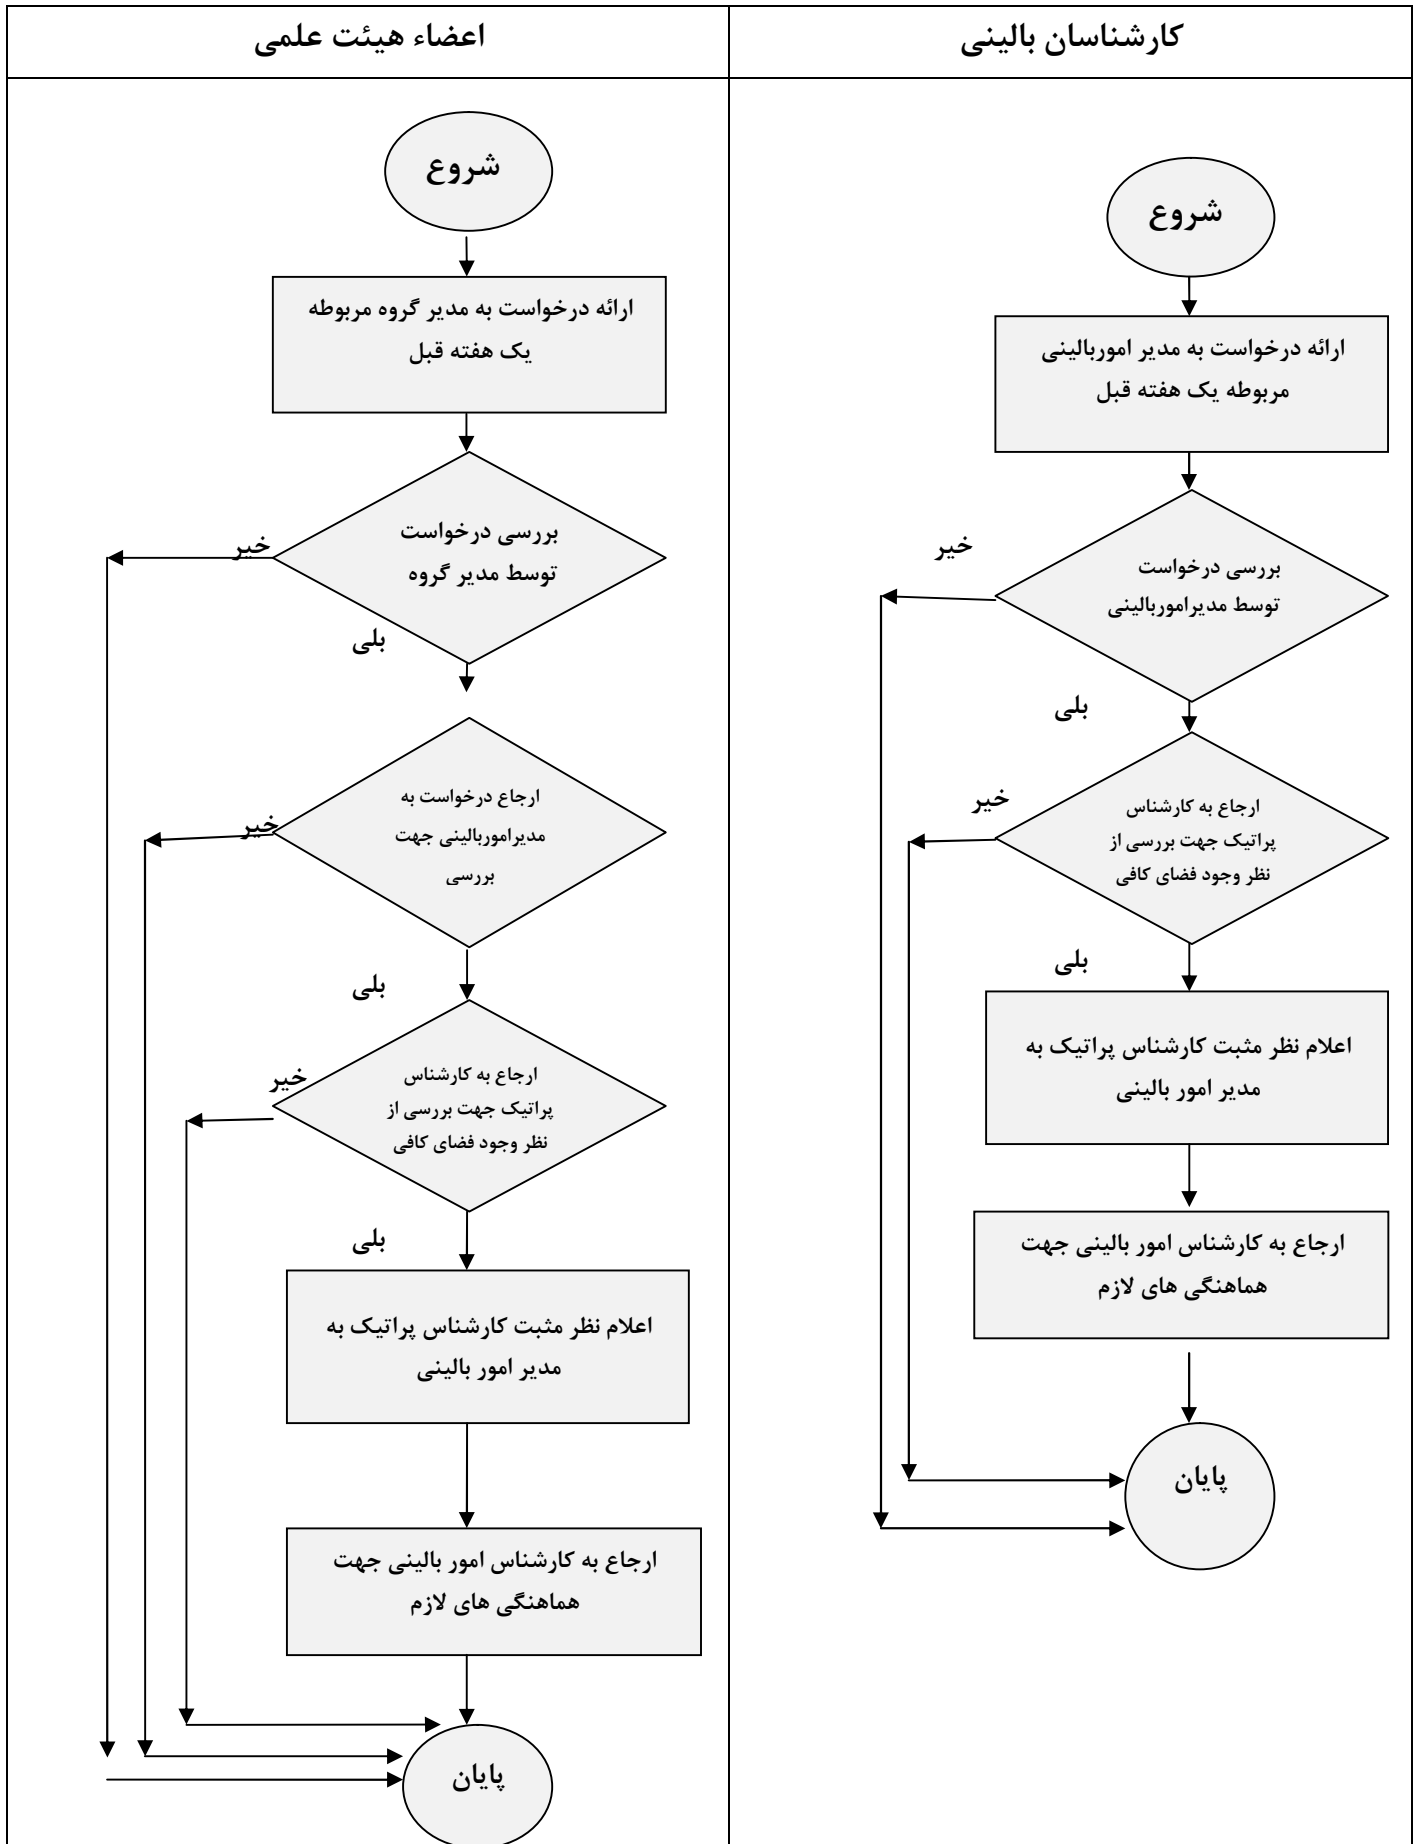 کارشناسان بالینی
شروع
ارائه درخواست به مدیر اموربالینی
مربوطه یک هفته قبل
بررسی درخواست
توسط مدیراموربالینی
خیر
بلی
ارجاع به کارشناس
پراتیک جهت بررسی از
نظر وجود فضای کافی
خیر
بلی
اعلام نظر مثبت کارشناس پراتیک به
مدیر امور بالینی
ارجاع به کارشناس امور بالینی جهت
هماهنگی های لازم
پایان
اعضاء هیئت علمی
شروع
ارائه درخواست به مدیر گروه مربوطه
یک هفته قبل
بررسی درخواست
توسط مدیر گروه
خیر
بلی
ارجاع درخواست به
مدیراموربالینی جهت
بررسی
خیر
بلی
ارجاع به کارشناس
پراتیک جهت بررسی از
نظر وجود فضای کافی
خیر
بلی
اعلام نظر مثبت کارشناس پراتیک به
مدیر امور بالینی
ارجاع به کارشناس امور بالینی جهت
هماهنگی های لازم
پایان